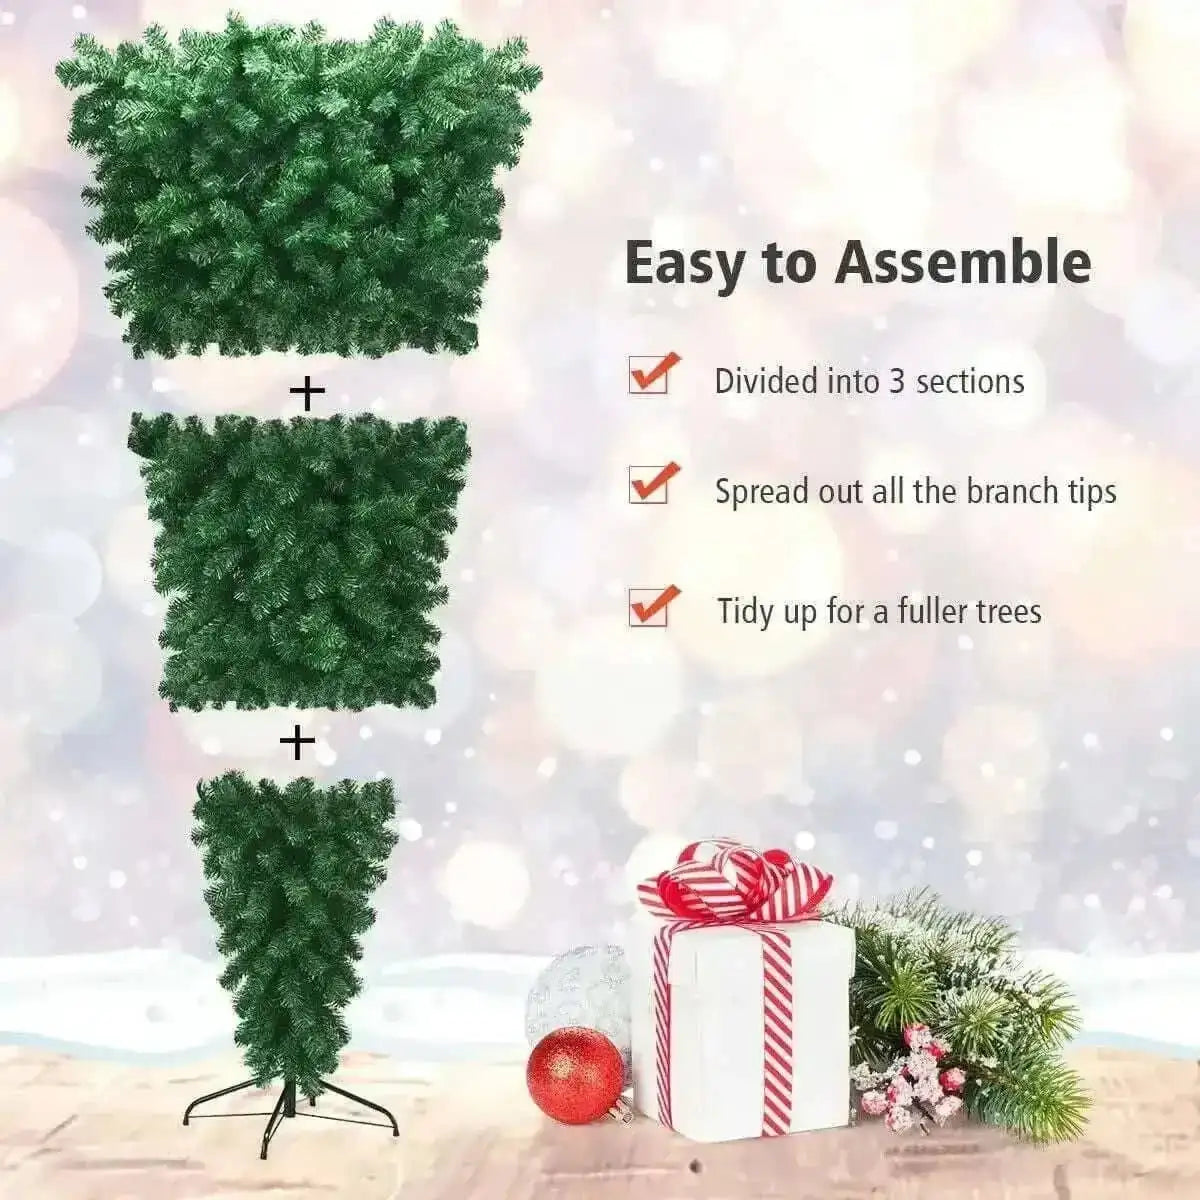 Easy to Assemble
Divided into 3 sections
Spread out all the branch tips
Tidy up for a fuller trees